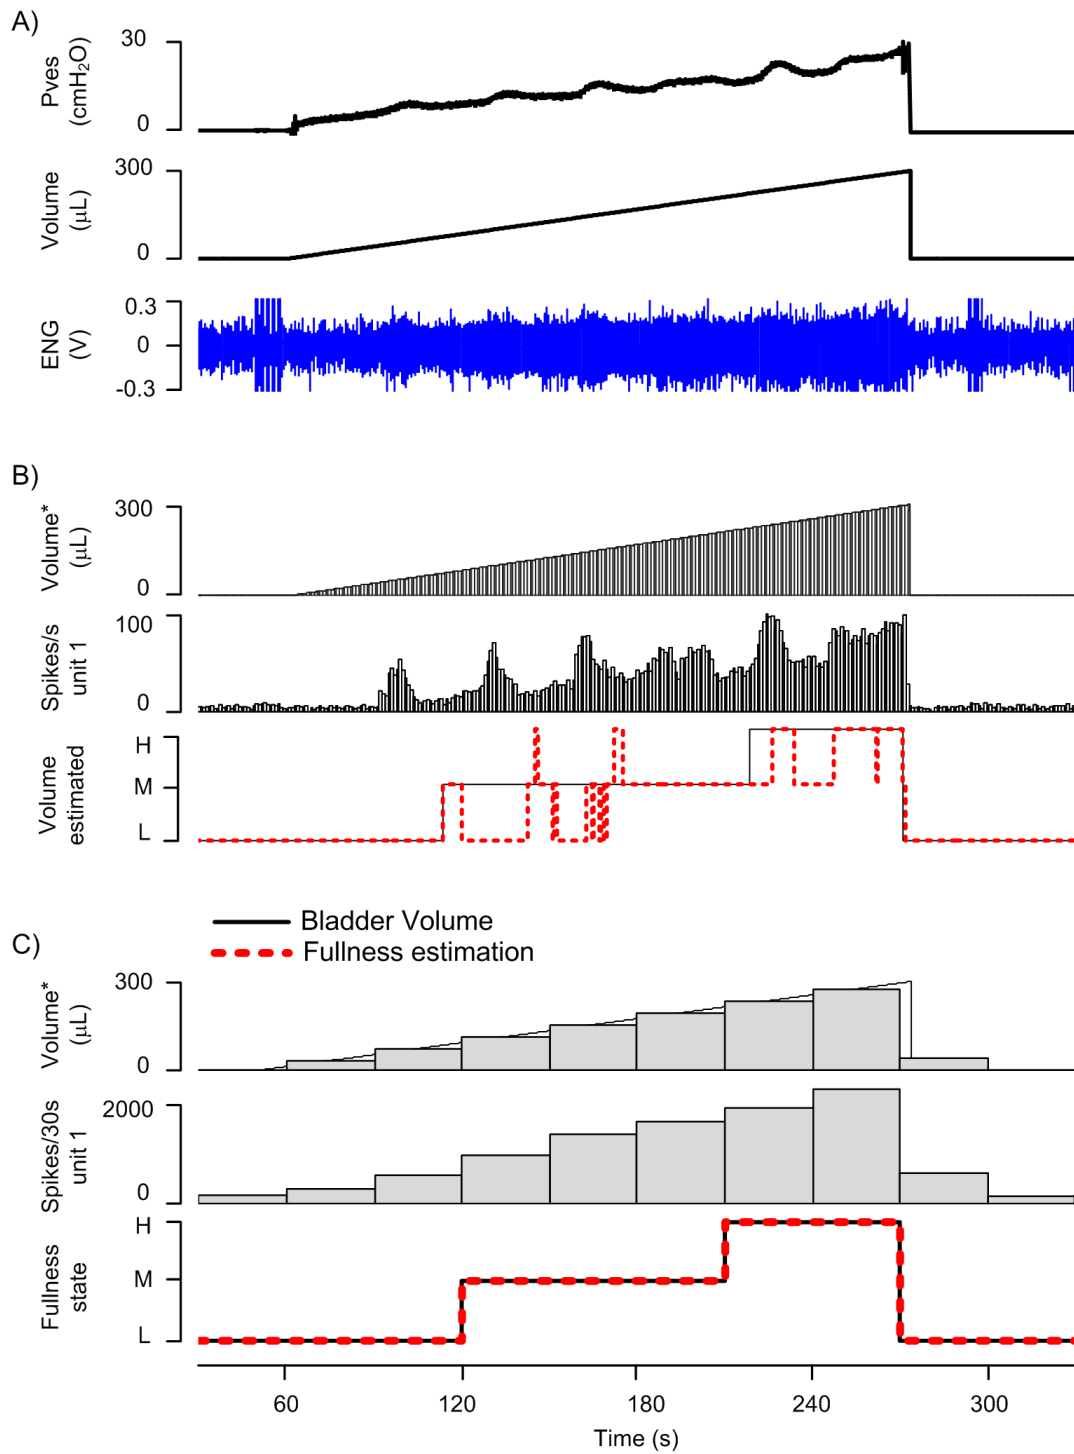 A)
30
0
Pves
(cmH2O)
300
0
Volume
(µL)
0.3
0
-0.3
ENG
(V)
B)
300
0
Volume*
(µL)
100
0
Spikes/s
unit 1
H
M
L
Volume
estimated
Bladder Volume
Fullness estimation
C)
300
0
Volume*
(µL)
2000
0
Spikes/30s
unit 1
H
M
L
Fullness
state
60
120
180
240
300
Time (s)